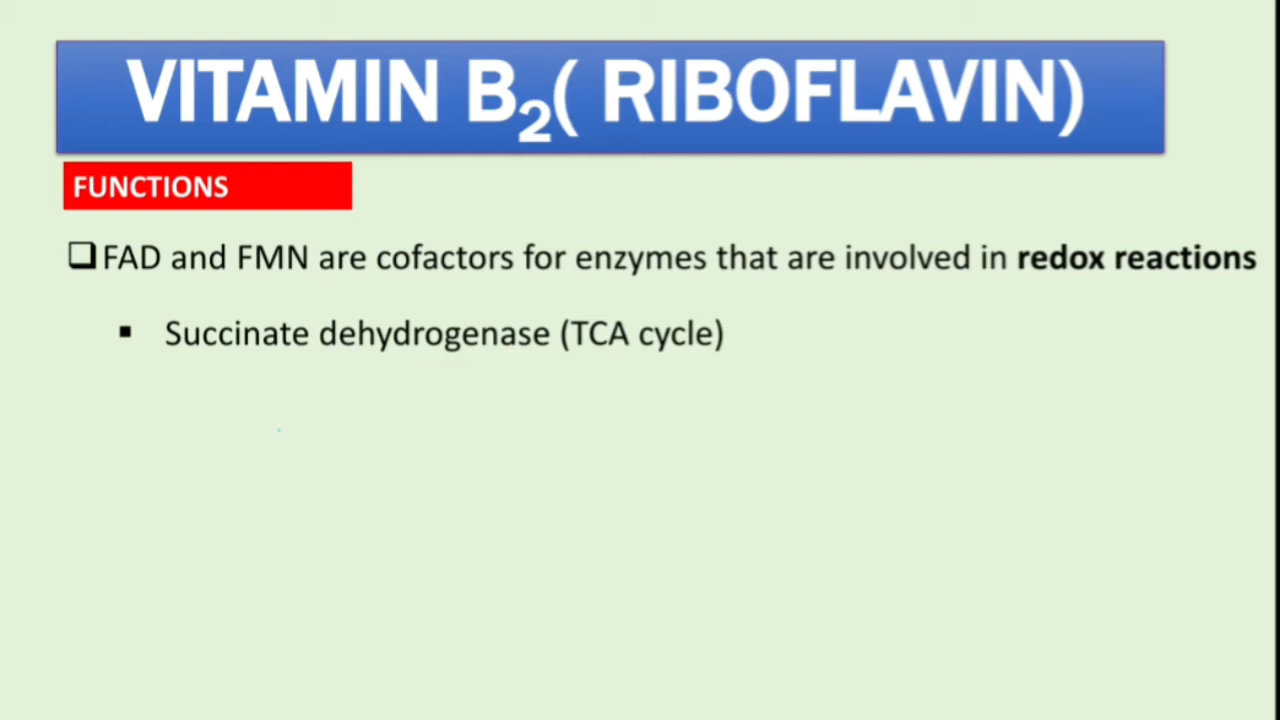 VITAMIN B₂( RIBOFLAVIN)
FUNCTIONS
❑FAD and FMN are cofactors for enzymes that are involved in redox reactions
▪ Succinate dehydrogenase (TCA cycle)